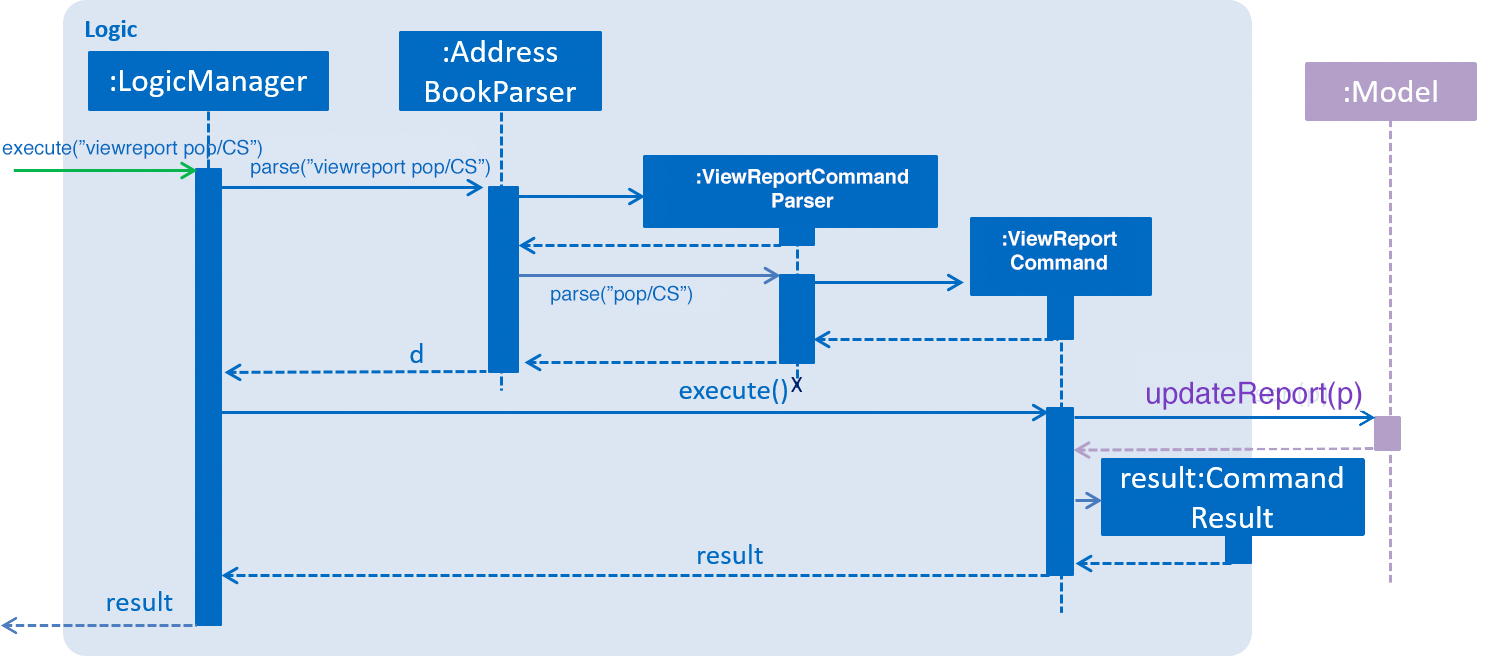 Logic
:LogicManager
:Address
BookParser
:Model
execute(”viewreport pop/CS”)
parse(”viewreport pop/CS”)
:ViewReportCommand
Parser
:ViewReport
Command
parse(”pop/CS”)
d
execute()
X
updateReport(p)
result:Command
Result
result
result